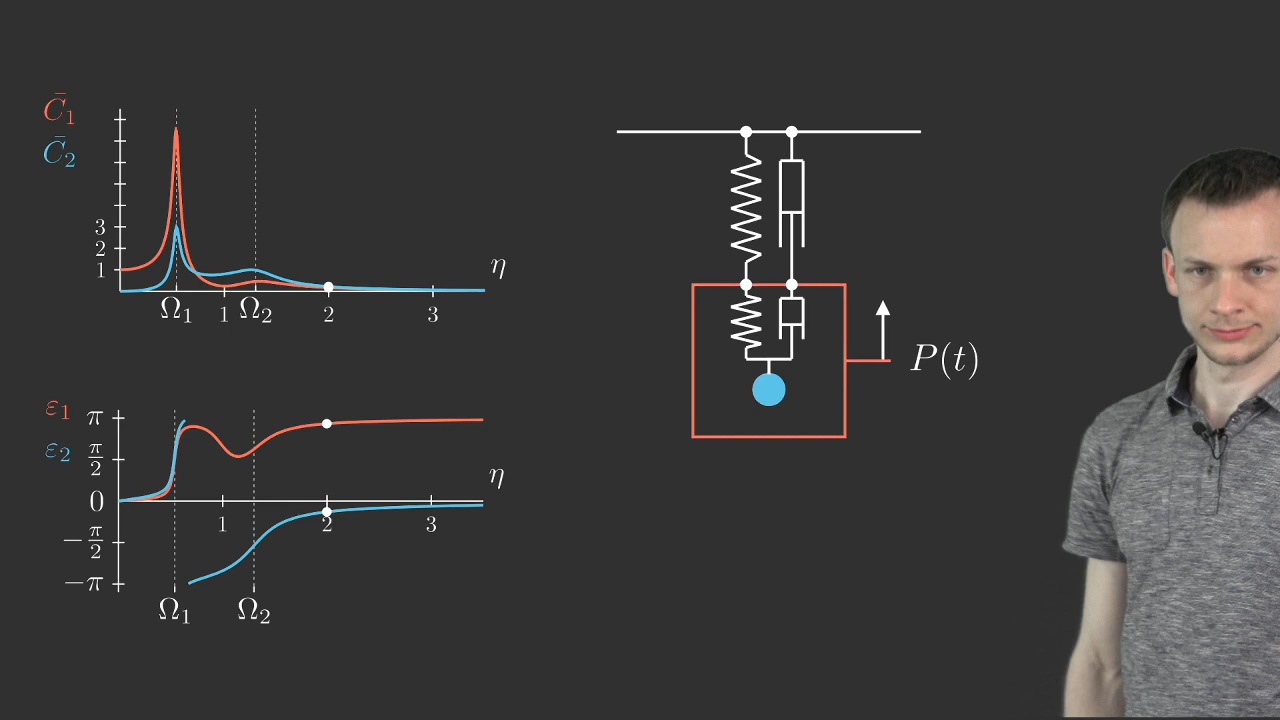 C̄₁
C̄₂
3
2
1
η
Ω₁ 1 Ω₂ 2 3
P(t)
ε₁ π
ε₂ π/2
η
0
1 2 3
−π/2
−π
Ω₁ Ω₂